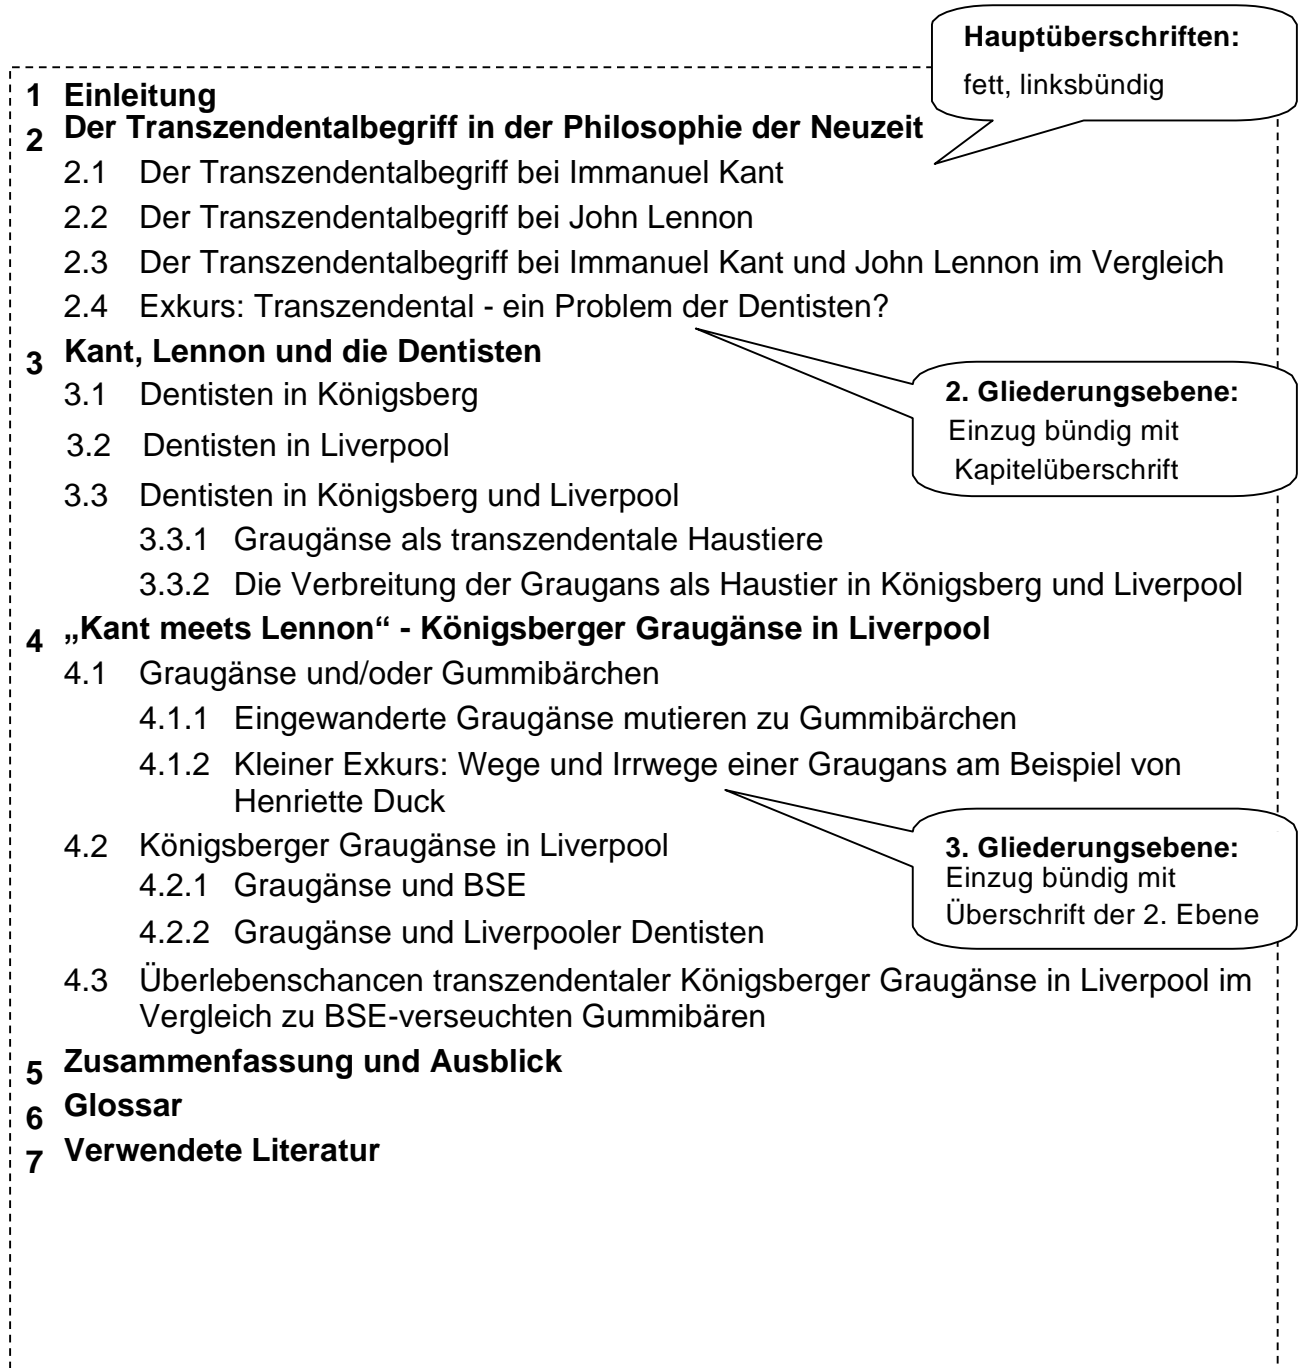 Hauptüberschriften:
fett, linksbündig
1 Einleitung
2 Der Transzendentalbegriff in der Philosophie der Neuzeit
2.1 Der Transzendentalbegriff bei Immanuel Kant
2.2 Der Transzendentalbegriff bei John Lennon
2.3 Der Transzendentalbegriff bei Immanuel Kant und John Lennon im Vergleich
2.4 Exkurs: Transzendental - ein Problem der Dentisten?
3 Kant, Lennon und die Dentisten
3.1 Dentisten in Königsberg
2. Gliederungsebene:
Einzug bündig mit
Kapitelüberschrift
3.2 Dentisten in Liverpool
3.3 Dentisten in Königsberg und Liverpool
3.3.1 Graugänse als transzendentale Haustiere
3.3.2 Die Verbreitung der Graugans als Haustier in Königsberg und Liverpool
4 „Kant meets Lennon“ - Königsberger Graugänse in Liverpool
4.1 Graugänse und/oder Gummibärchen
4.1.1 Eingewanderte Graugänse mutieren zu Gummibärchen
4.1.2 Kleiner Exkurs: Wege und Irrwege einer Graugans am Beispiel von
Henriette Duck
4.2 Königsberger Graugänse in Liverpool
3. Gliederungsebene:
Einzug bündig mit
Überschrift der 2. Ebene
4.2.1 Graugänse und BSE
4.2.2 Graugänse und Liverpooler Dentisten
4.3 Überlebenschancen transzendentaler Königsberger Graugänse in Liverpool im
Vergleich zu BSE-verseuchten Gummibären
5 Zusammenfassung und Ausblick
6 Glossar
7 Verwendete Literatur